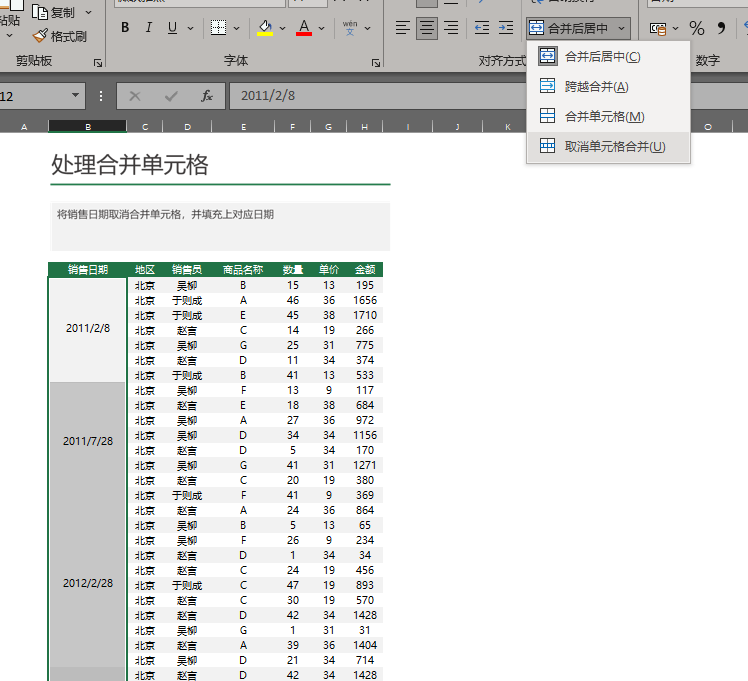 粘贴 复制
格式刷
剪贴板
B I U
A
wén
文
字体
合并后居中
对齐方式
% ,
数字
合并后居中(C)
跨越合并(A)
合并单元格(M)
取消单元格合并(U)
12
fx 2011/2/8
A B C D E F G H I J K O
处理合并单元格
将销售日期取消合并单元格，并填充上对应日期
销售日期 地区 销售员 商品名称 数量 单价 金额
北京 吴柳 B 15 13 195
北京 于则成 A 46 36 1656
北京 于则成 E 45 38 1710
2011/2/8 北京 赵言 C 14 19 266
北京 吴柳 G 25 31 775
北京 赵言 D 11 34 374
北京 于则成 B 41 13 533
北京 吴柳 F 13 9 117
北京 赵言 E 18 38 684
北京 吴柳 A 27 36 972
2011/7/28 北京 吴柳 D 34 34 1156
北京 赵言 D 5 34 170
北京 吴柳 G 41 31 1271
北京 赵言 C 20 19 380
北京 于则成 F 41 9 369
北京 赵言 A 24 36 864
北京 吴柳 B 5 13 65
北京 吴柳 F 26 9 234
北京 赵言 D 1 34 34
北京 赵言 C 24 19 456
2012/2/28 北京 于则成 C 47 19 893
北京 赵言 C 30 19 570
北京 赵言 D 42 34 1428
北京 吴柳 G 1 31 31
北京 赵言 A 39 36 1404
北京 吴柳 D 21 34 714
北京 赵言 D 42 34 1428